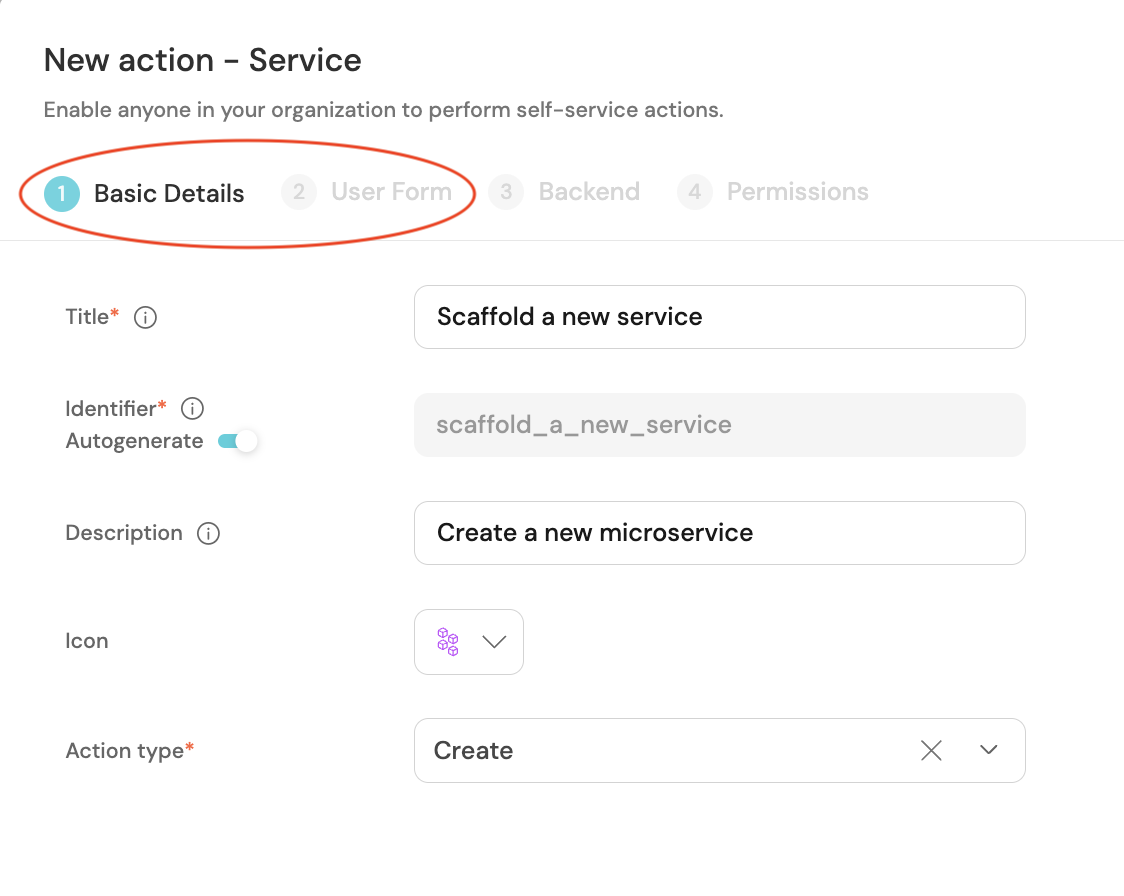 New action - Service
Enable anyone in your organization to perform self-service actions.
1 Basic Details 2 User Form 3 Backend 4 Permissions
Title* Scaffold a new service
Identifier*
Autogenerate scaffold_a_new_service
Description Create a new microservice
Icon
Action type* Create